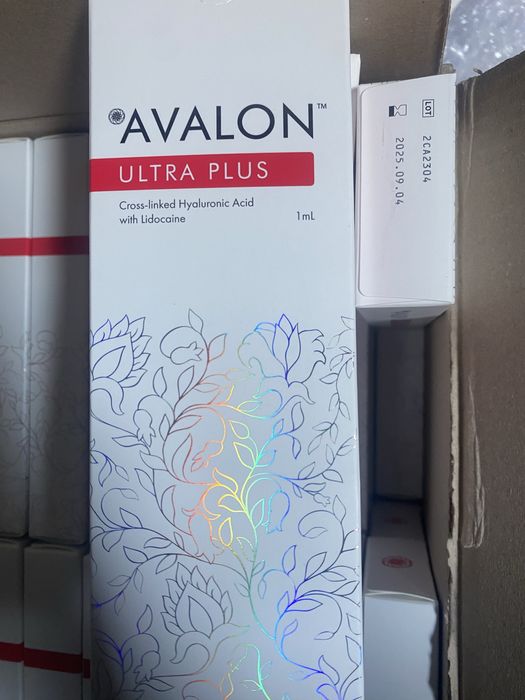 AVALON™
ULTRA PLUS
Cross-linked Hyaluronic Acid
with Lidocaine
1mL
LOT 2CA2304
2025.09.04